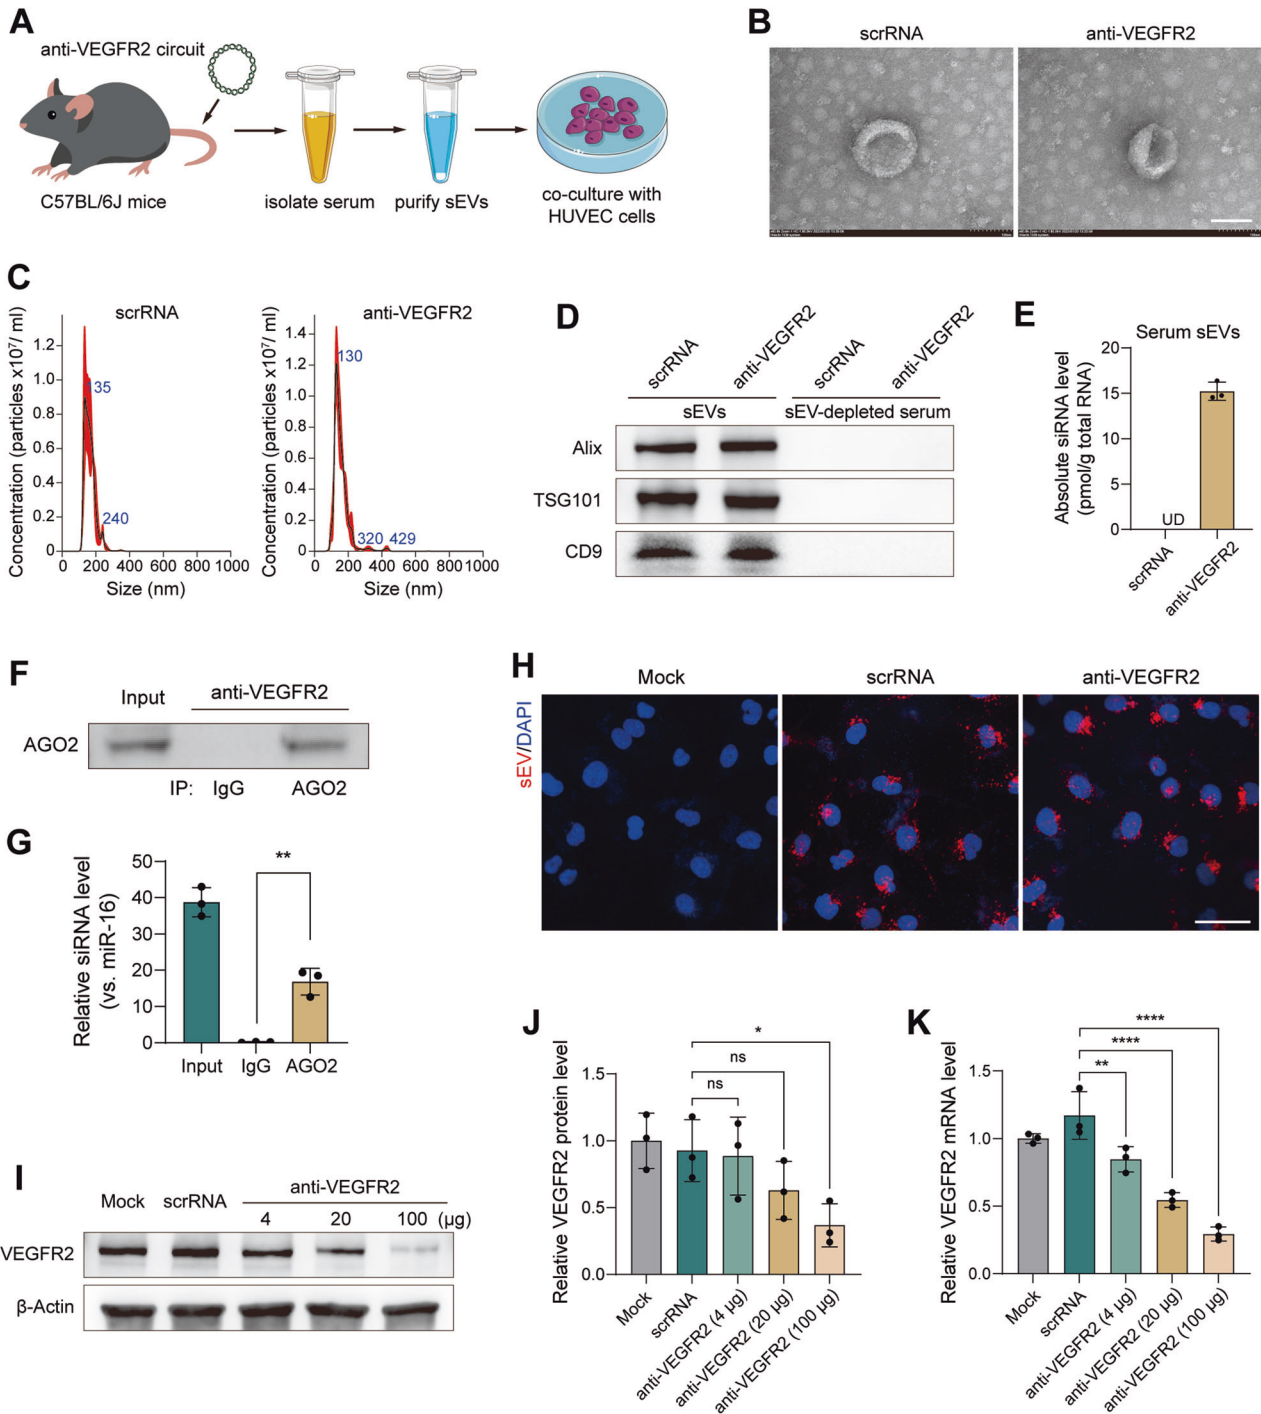 A
anti-VEGFR2 circuit
C57BL/6J mice
isolate serum
purify sEVs
co-culture with
HUVEC cells
B
scrRNA
anti-VEGFR2
C
scrRNA
Concentration (particles x10⁷/ ml)
1.2
1.0
0.8
0.6
0.4
0.2
0
135
240
0 200 400 600 800 1000
Size (nm)
anti-VEGFR2
Concentration (particles x10⁷/ ml)
1.4
1.2
1.0
0.8
0.6
0.4
0.2
0
130
320 429
0 200 400 600 800 1000
Size (nm)
D
scrRNA
anti-VEGFR2
scrRNA
anti-VEGFR2
sEVs
sEV-depleted serum
Alix
TSG101
CD9
E
Serum sEVs
Absolute siRNA level
(pmol/g total RNA)
20
15
10
5
0
UD
scrRNA
anti-VEGFR2
F
Input
anti-VEGFR2
AGO2
IP: IgG AGO2
G
Relative siRNA level
(vs. miR-16)
50
40
30
20
10
0
**
Input IgG AGO2
H
Mock
scrRNA
anti-VEGFR2
sEV/DAPI
I
Mock scrRNA
anti-VEGFR2
4 20 100 (µg)
VEGFR2
β-Actin
J
Relative VEGFR2 protein level
1.5
1.0
0.5
0.0
*
ns
ns
Mock
scrRNA
anti-VEGFR2 (4 µg)
anti-VEGFR2 (20 µg)
anti-VEGFR2 (100 µg)
K
Relative VEGFR2 mRNA level
1.5
1.0
0.5
0.0
****
****
**
Mock
scrRNA
anti-VEGFR2 (4 µg)
anti-VEGFR2 (20 µg)
anti-VEGFR2 (100 µg)